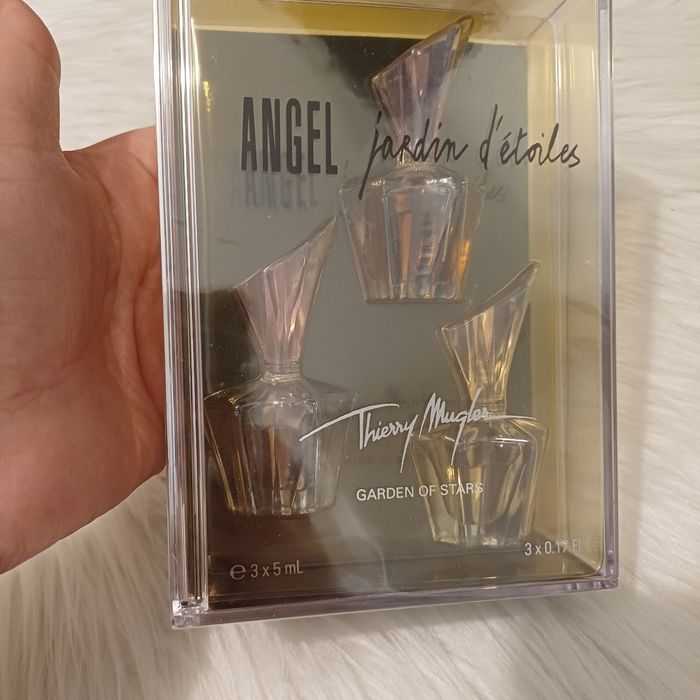 ANGEL jardin d'étoiles
Thierry Mugler
GARDEN OF STARS
℮ 3 x 5 mL
3 x 0.17 Fl.